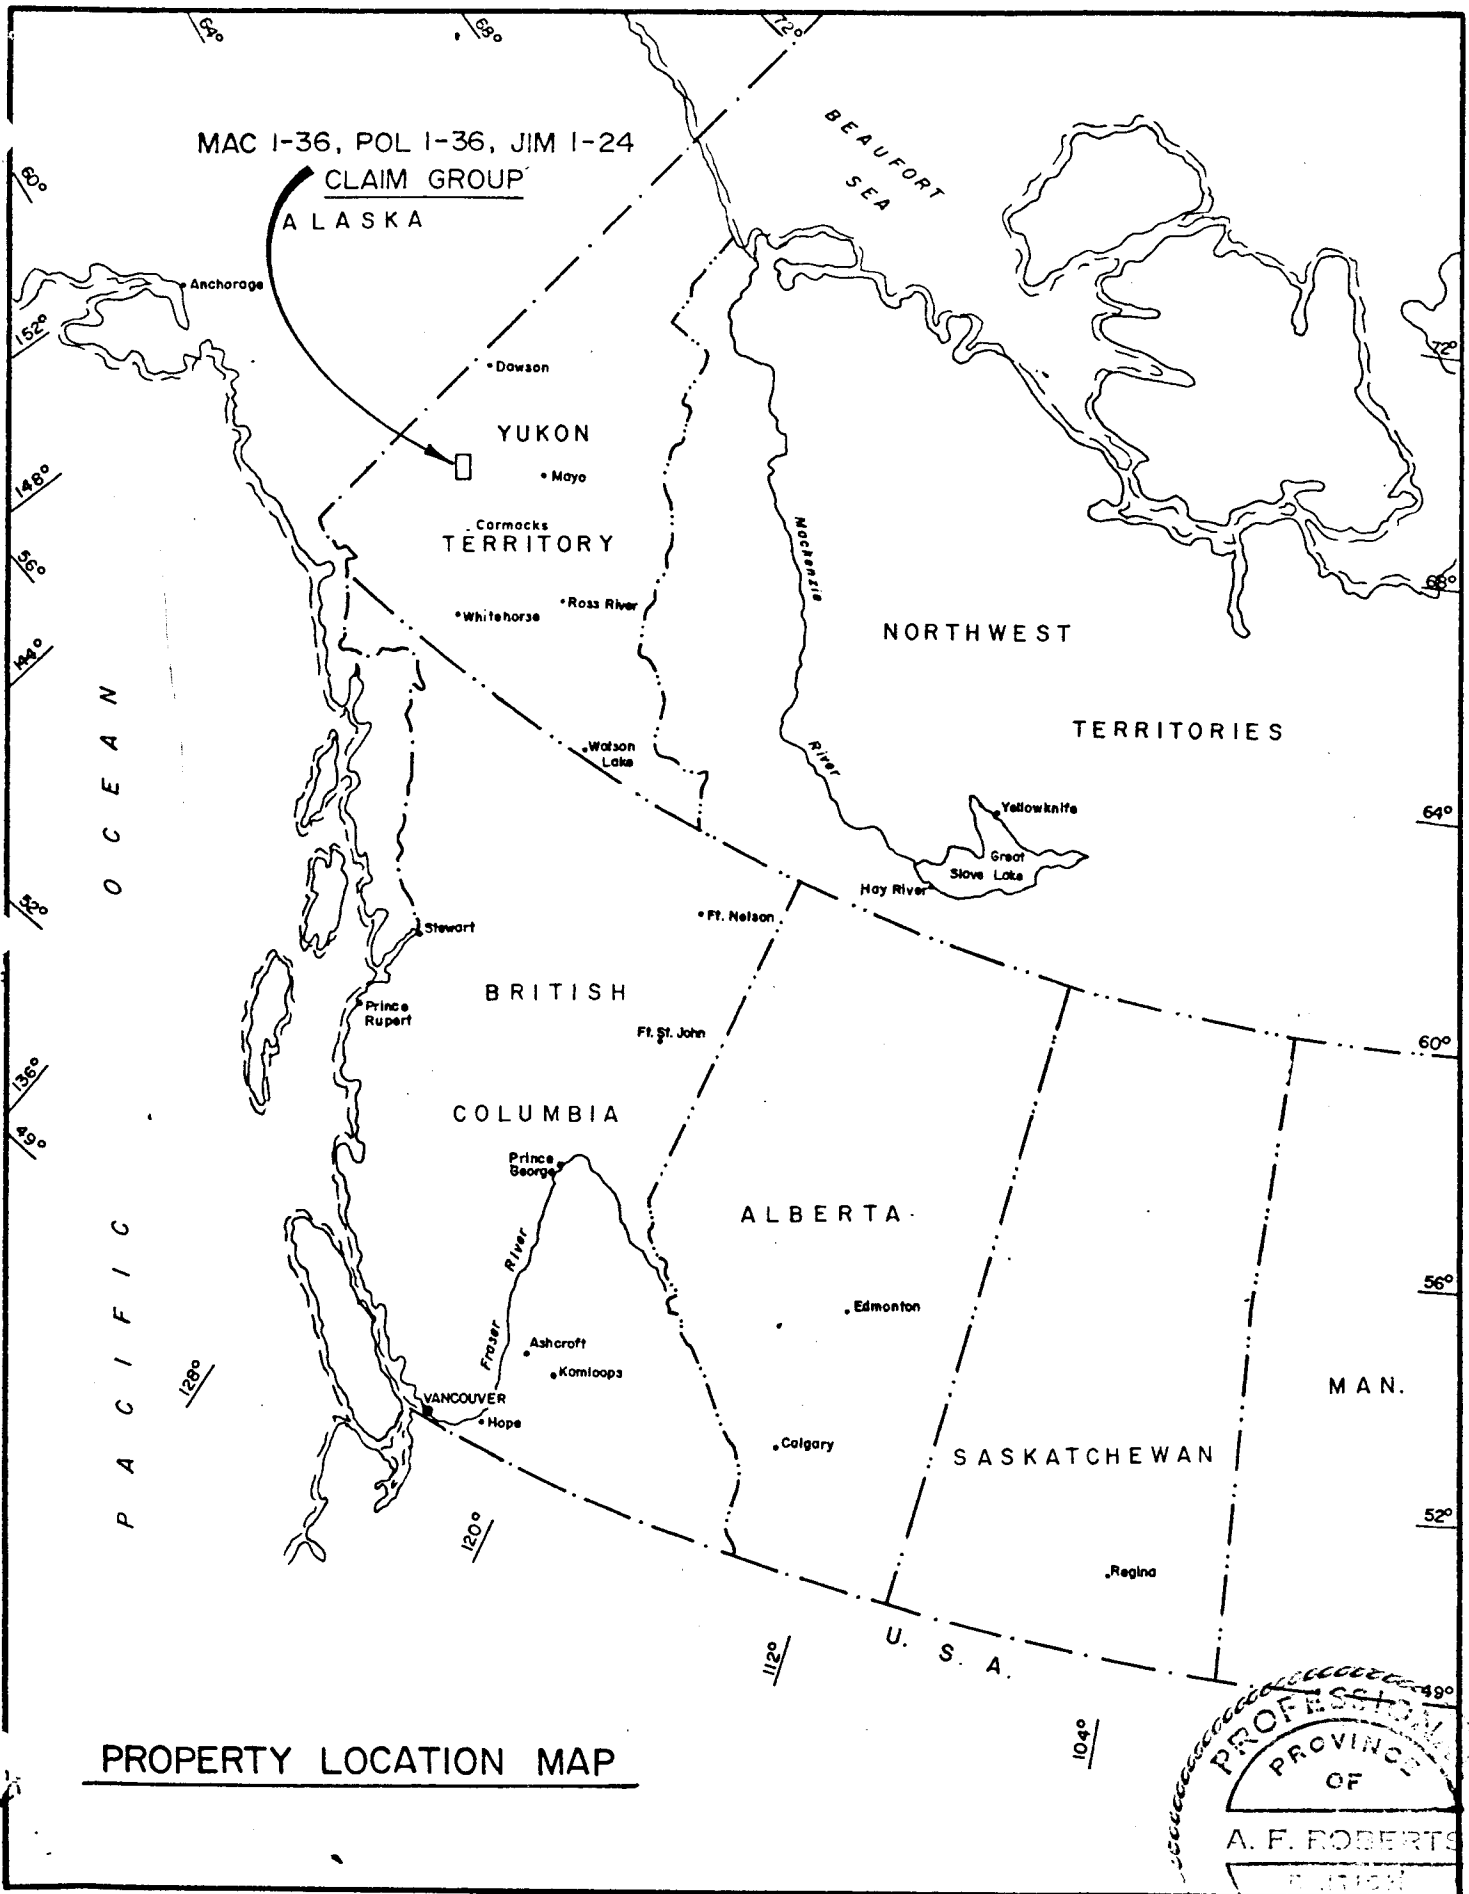 64°
68°
72°
MAC 1-36, POL 1-36, JIM 1-24
CLAIM GROUP
ALASKA
BEAUFORT
SEA
60°
Anchorage
152°
72°
Dawson
YUKON
Mayo
148°
Carmacks
TERRITORY
Mackenzie
56°
68°
Ross River
Whitehorse
NORTHWEST
144°
TERRITORIES
Watson
Lake
River
Yellowknife
64°
Great
Slave Lake
Hay River
52°
Ft. Nelson
Stewart
BRITISH
Prince
Rupert
Ft. St. John
60°
136°
COLUMBIA
49°
Prince
George
ALBERTA
River
56°
Edmonton
Fraser
Ashcroft
Kamloops
128°
MAN.
VANCOUVER
Hope
Calgary
SASKATCHEWAN
PACIFIC OCEAN
52°
120°
Regina
U. S. A.
112°
49°
104°
PROPERTY LOCATION MAP
PROVINCE
OF
A. F. ROBERTS